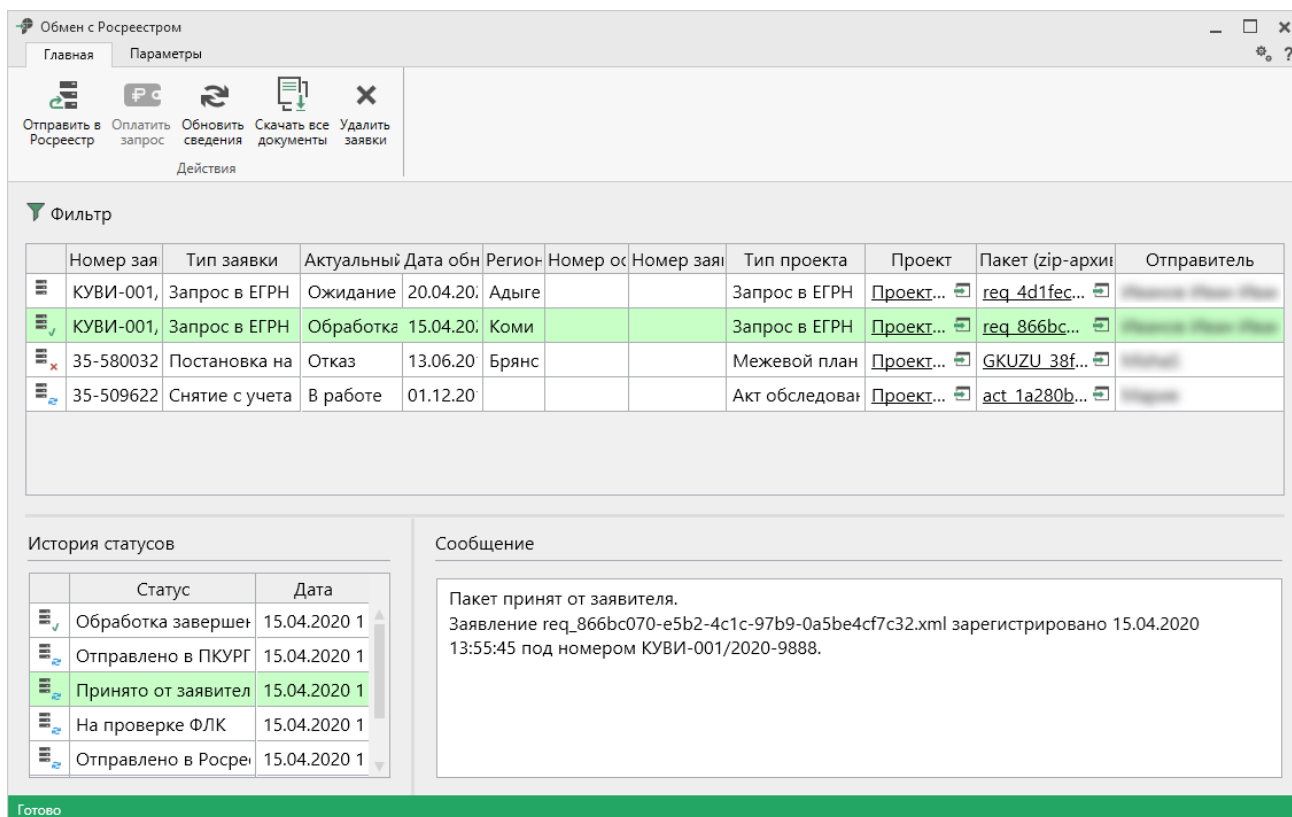 Обмен с Росреестром
Главная Параметры
?
Отправить в Росреестр Оплатить запрос Обновить сведения Скачать все документы Удалить заявки
Действия
Фильтр
Номер зая Тип заявки Актуальный Дата обн Регион Номер ос Номер зая Тип проекта Проект Пакет (zip-архив Отправитель
КУВИ-001, Запрос в ЕГРН Ожидание 20.04.20 Адыге Запрос в ЕГРН Проект... req_4d1fec...
КУВИ-001, Запрос в ЕГРН Обработка 15.04.20 Коми Запрос в ЕГРН Проект... req_866bc...
35-580032 Постановка на Отказ 13.06.20 Брянс Межевой план Проект... GKUZU_38f...
35-509622 Снятие с учета В работе 01.12.20 Акт обследован Проект... act_1a280b...
История статусов
Статус Дата
Обработка завершен 15.04.2020 1
Отправлено в ПКУРГ 15.04.2020 1
Принято от заявител 15.04.2020 1
На проверке ФЛК 15.04.2020 1
Отправлено в Росре 15.04.2020 1
Сообщение
Пакет принят от заявителя.
Заявление req_866bc070-e5b2-4c1c-97b9-0a5be4cf7c32.xml зарегистрировано 15.04.2020
13:55:45 под номером КУВИ-001/2020-9888.
Готово